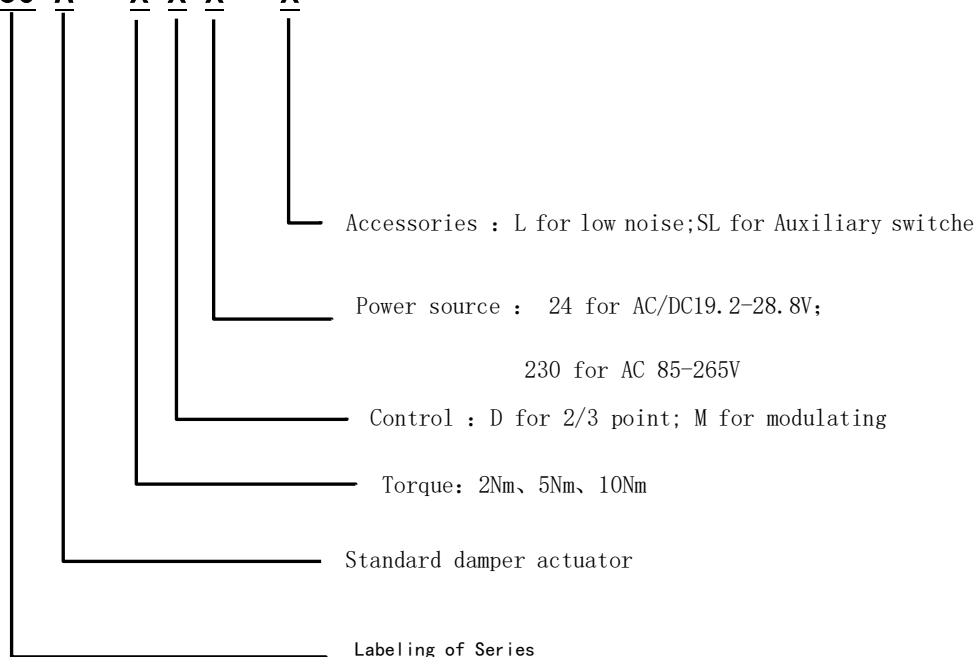 Accessories ：L for low noise;SL for Auxiliary switche
Power source ： 24 for AC/DC19.2-28.8V；
230 for AC 85-265V
Control ：D for 2/3 point; M for modulating
Torque：2Nm、5Nm、10Nm
Standard damper actuator
Labeling of Series